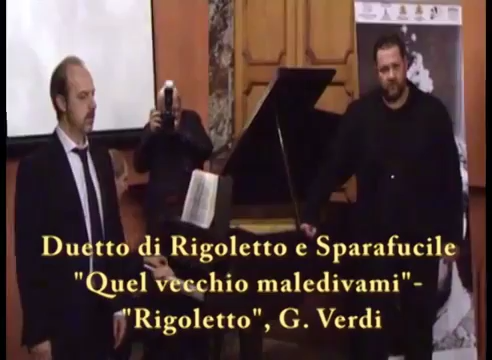 Duetto di Rigoletto e Sparafucile
"Quel vecchio maledivami"-
"Rigoletto", G. Verdi